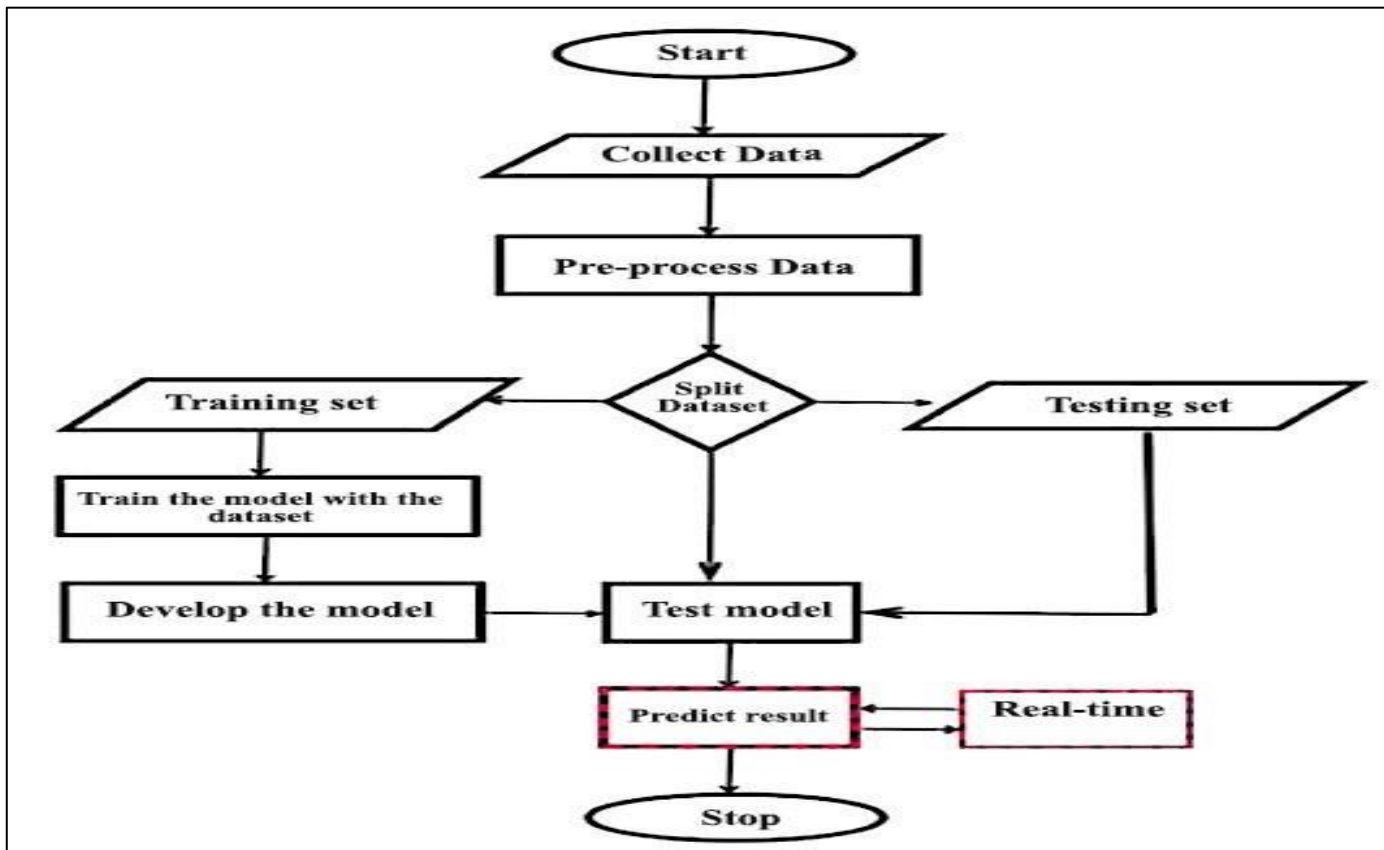 Start
Collect Data
Pre-process Data
Split
Dataset
Training set
Testing set
Train the model with the
dataset
Develop the model
Test model
Predict result
Real-time
Stop